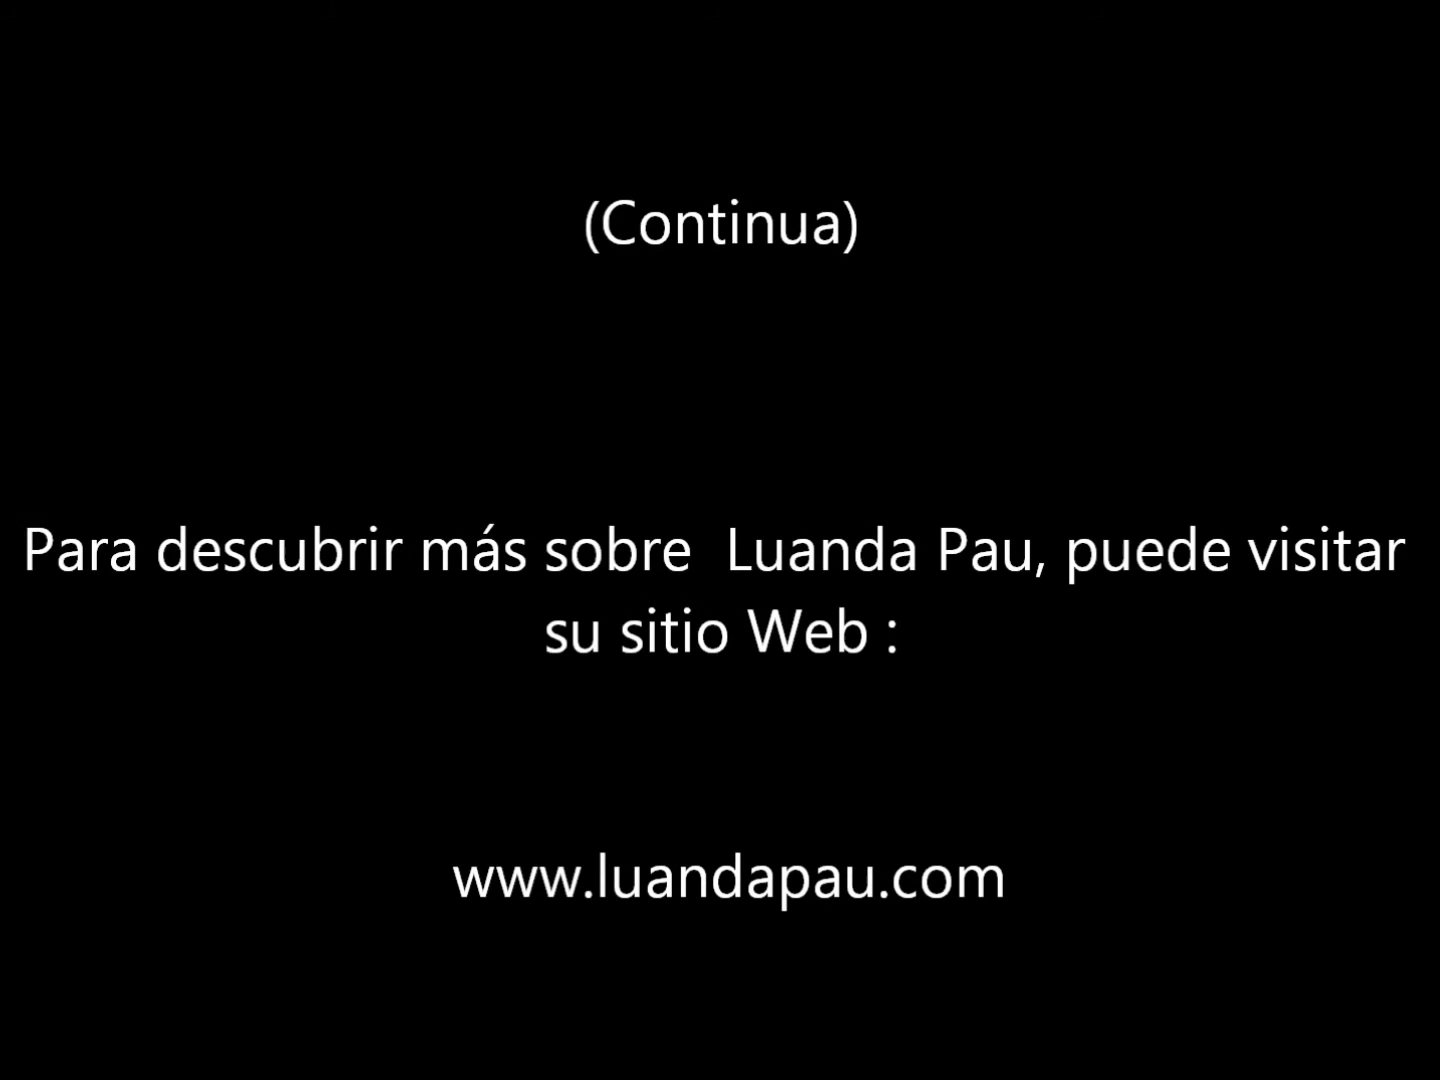 (Continua)
Para descubrir más sobre  Luanda Pau, puede visitar
su sitio Web :
www.luandapau.com